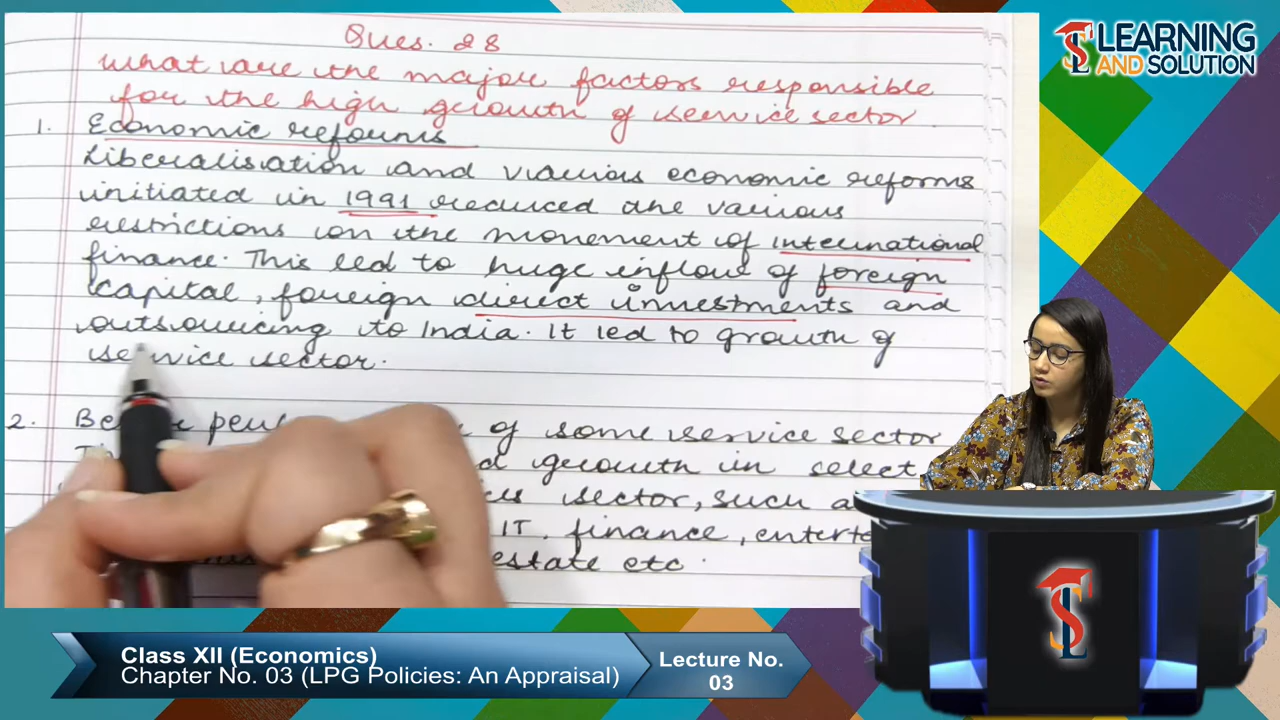 Ques. 28
What are the major factors responsible
for the high growth of service sector.
1. Economic reforms
Liberalisation and various economic reforms
initiated in 1991 reduced the various
restrictions on the movement of international
finance. This led to huge inflow of foreign
capital, foreign direct investments and
outsourcing to India. It led to growth of
service sector.
2. of some service sector
growth in select
sector, such
IT. finance,
estate etc.
LEARNING
AND SOLUTION
Class XII (Economics)
Chapter No. 03 (LPG Policies: An Appraisal)
Lecture No.
03